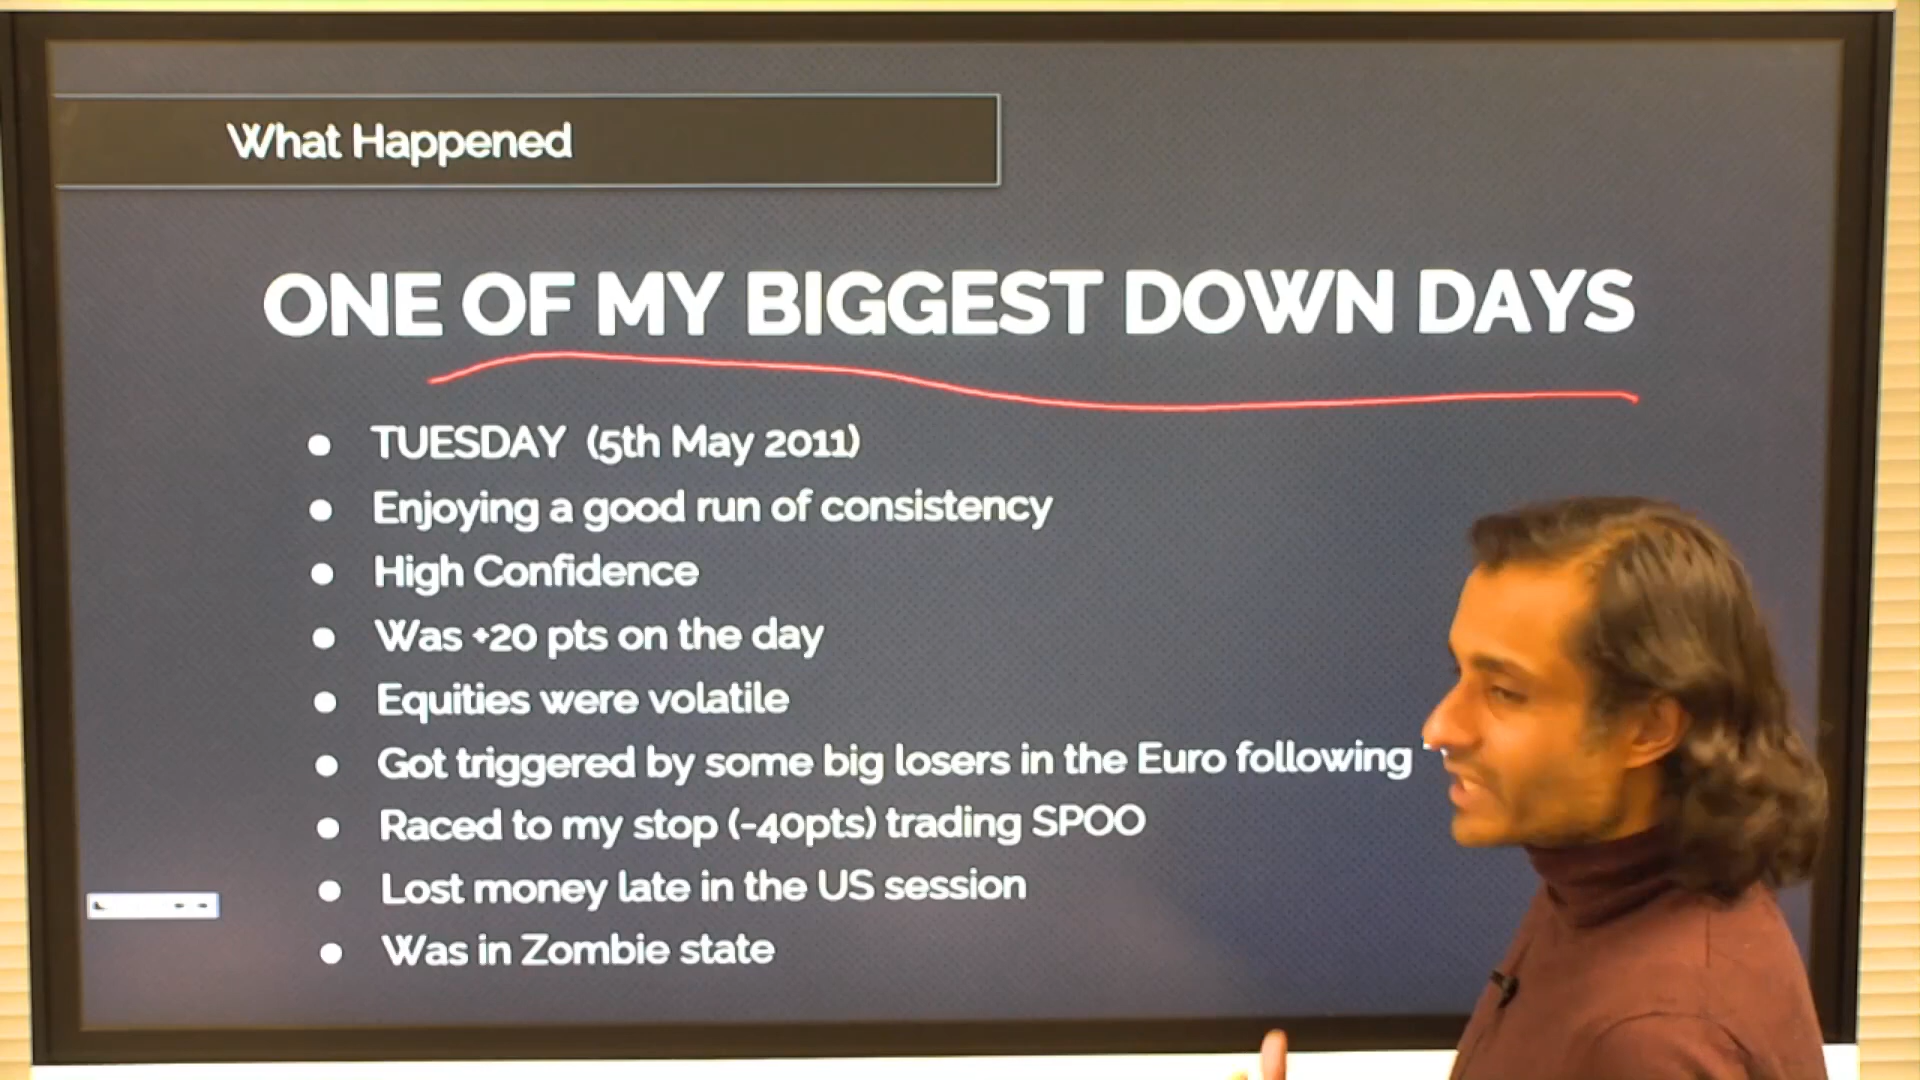 What Happened
ONE OF MY BIGGEST DOWN DAYS
● TUESDAY (5th May 2011)
● Enjoying a good run of consistency
● High Confidence
● Was +20 pts on the day
● Equities were volatile
● Got triggered by some big losers in the Euro following
● Raced to my stop (-40pts) trading SPOO
● Lost money late in the US session
● Was in Zombie state